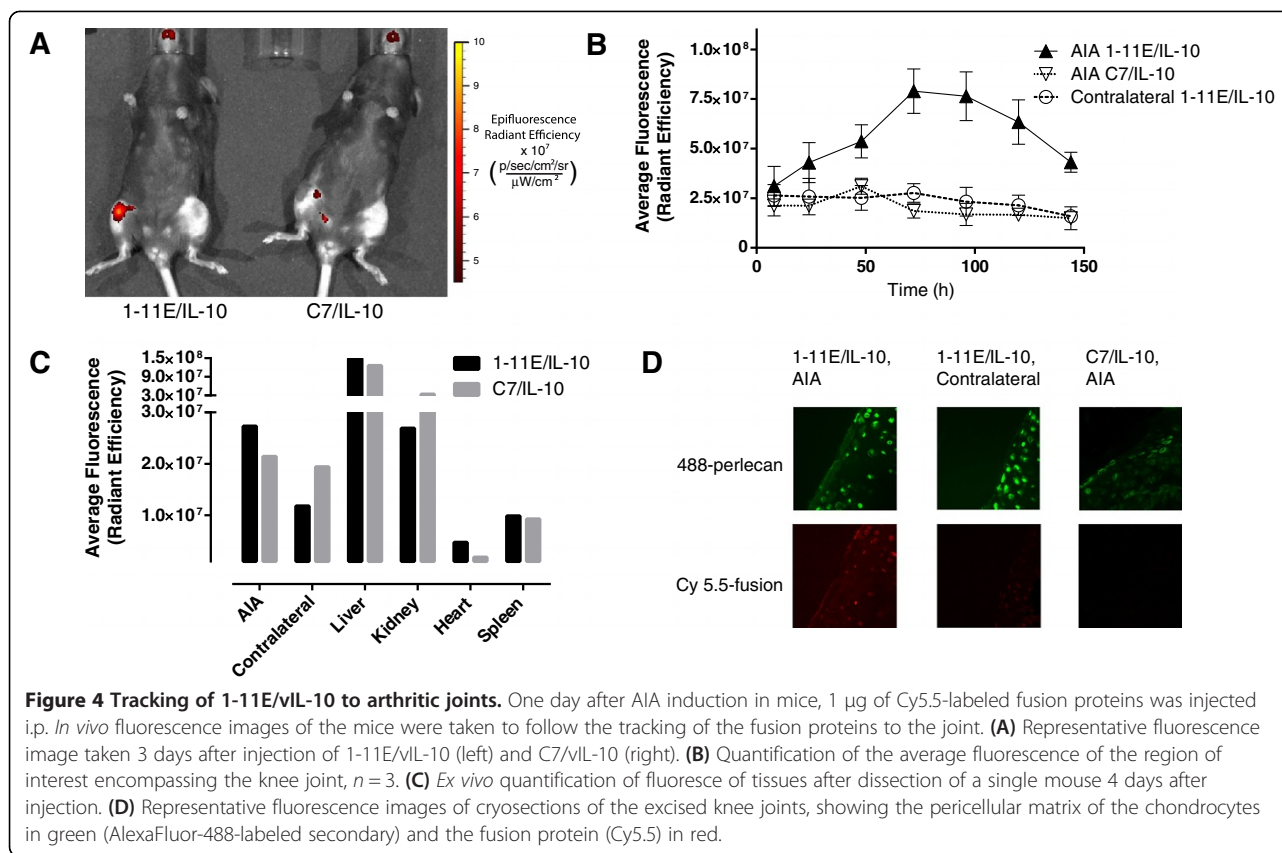 A
10
9
8
7
6
5
Epifluorescence
Radiant Efficiency
x 10⁷
(p/sec/cm²/sr
µW/cm²)
1-11E/IL-10
C7/IL-10
B
Average Fluorescence
(Radiant Efficiency)
1.0×10⁸
7.5×10⁷
5.0×10⁷
2.5×10⁷
0
0
50
100
150
Time (h)
AIA 1-11E/IL-10
AIA C7/IL-10
Contralateral 1-11E/IL-10
C
Average Fluorescence
(Radiant Efficiency)
1.5×10⁸
9.0×10⁷
3.0×10⁷
3.0×10⁷
2.0×10⁷
1.0×10⁷
1-11E/IL-10
C7/IL-10
AIA
Contralateral
Liver
Kidney
Heart
Spleen
D
1-11E/IL-10,
AIA
1-11E/IL-10,
Contralateral
C7/IL-10,
AIA
488-perlecan
Cy 5.5-fusion
Figure 4 Tracking of 1-11E/vIL-10 to arthritic joints. One day after AIA induction in mice, 1 µg of Cy5.5-labeled fusion proteins was injected
i.p. In vivo fluorescence images of the mice were taken to follow the tracking of the fusion proteins to the joint. (A) Representative fluorescence
image taken 3 days after injection of 1-11E/vIL-10 (left) and C7/vIL-10 (right). (B) Quantification of the average fluorescence of the region of
interest encompassing the knee joint, n = 3. (C) Ex vivo quantification of fluoresce of tissues after dissection of a single mouse 4 days after
injection. (D) Representative fluorescence images of cryosections of the excised knee joints, showing the pericellular matrix of the chondrocytes
in green (AlexaFluor-488-labeled secondary) and the fusion protein (Cy5.5) in red.